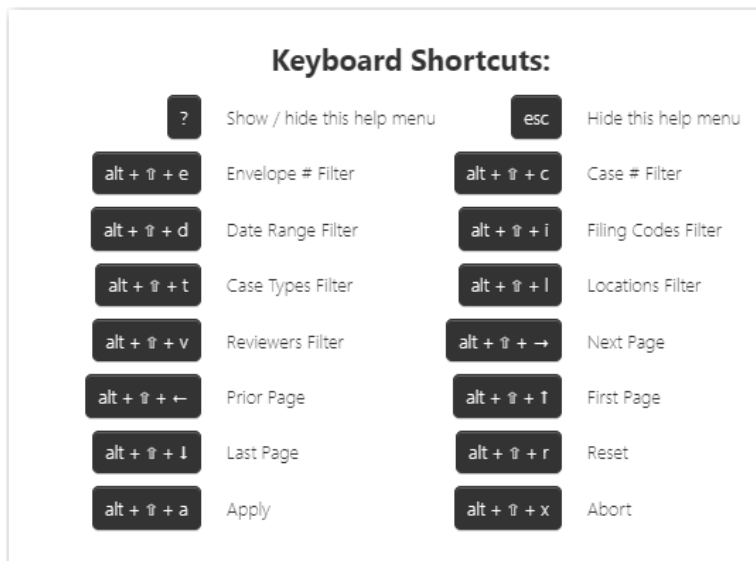 Keyboard Shortcuts:
? Show / hide this help menu esc Hide this help menu
alt + ⇧ + e Envelope # Filter alt + ⇧ + c Case # Filter
alt + ⇧ + d Date Range Filter alt + ⇧ + i Filing Codes Filter
alt + ⇧ + t Case Types Filter alt + ⇧ + l Locations Filter
alt + ⇧ + v Reviewers Filter alt + ⇧ + → Next Page
alt + ⇧ + ← Prior Page alt + ⇧ + ↑ First Page
alt + ⇧ + ↓ Last Page alt + ⇧ + r Reset
alt + ⇧ + a Apply alt + ⇧ + x Abort